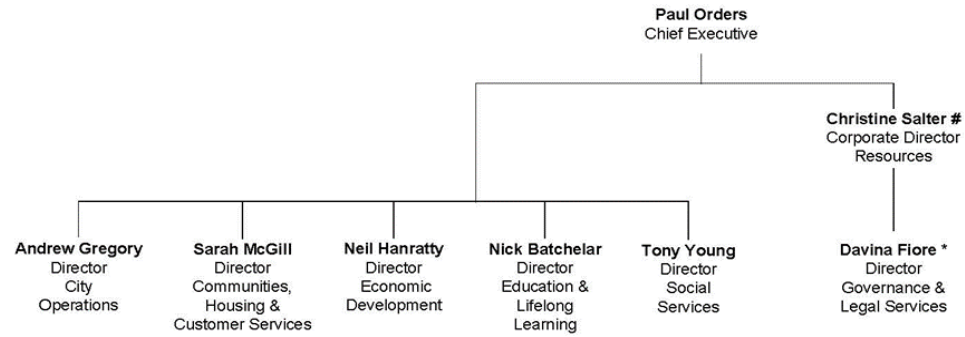 Paul Orders
Chief Executive
Christine Salter #
Corporate Director
Resources
Andrew Gregory
Director
City
Operations
Sarah McGill
Director
Communities,
Housing &
Customer Services
Neil Hanratty
Director
Economic
Development
Nick Batchelar
Director
Education &
Lifelong
Learning
Tony Young
Director
Social
Services
Davina Fiore *
Director
Governance &
Legal Services